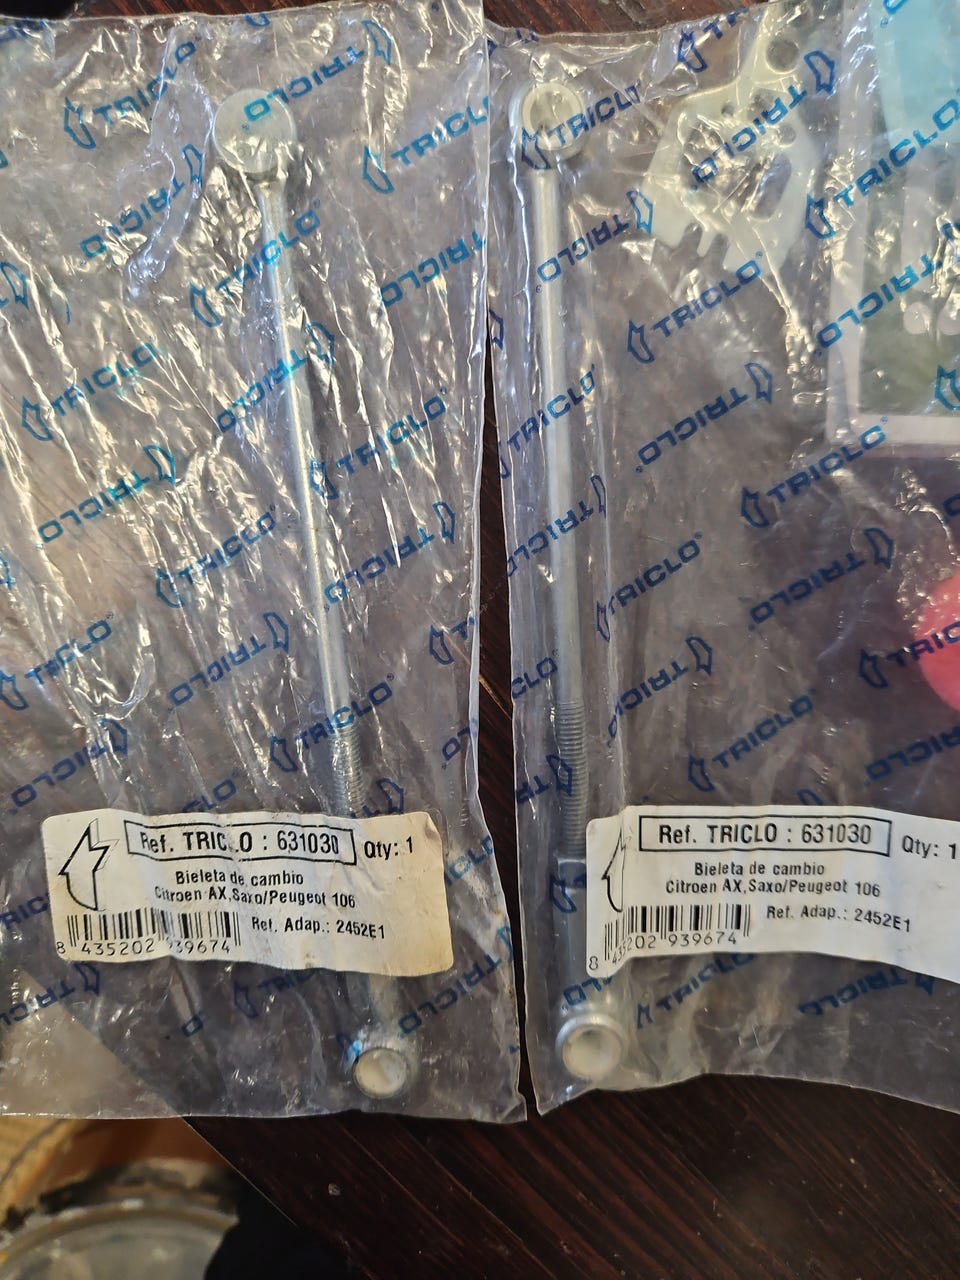 TRICLO
Ref. TRICLO : 631030
Qty: 1
Bieleta de cambio
Citroen AX,Saxo/Peugeot 106
Ref. Adap.: 2452E1
8 435202 939674
Ref. TRICLO : 631030
Qty: 1
Bieleta de cambio
Citroen AX,Saxo/Peugeot 106
Ref. Adap.: 2452E1
8 435202 939674